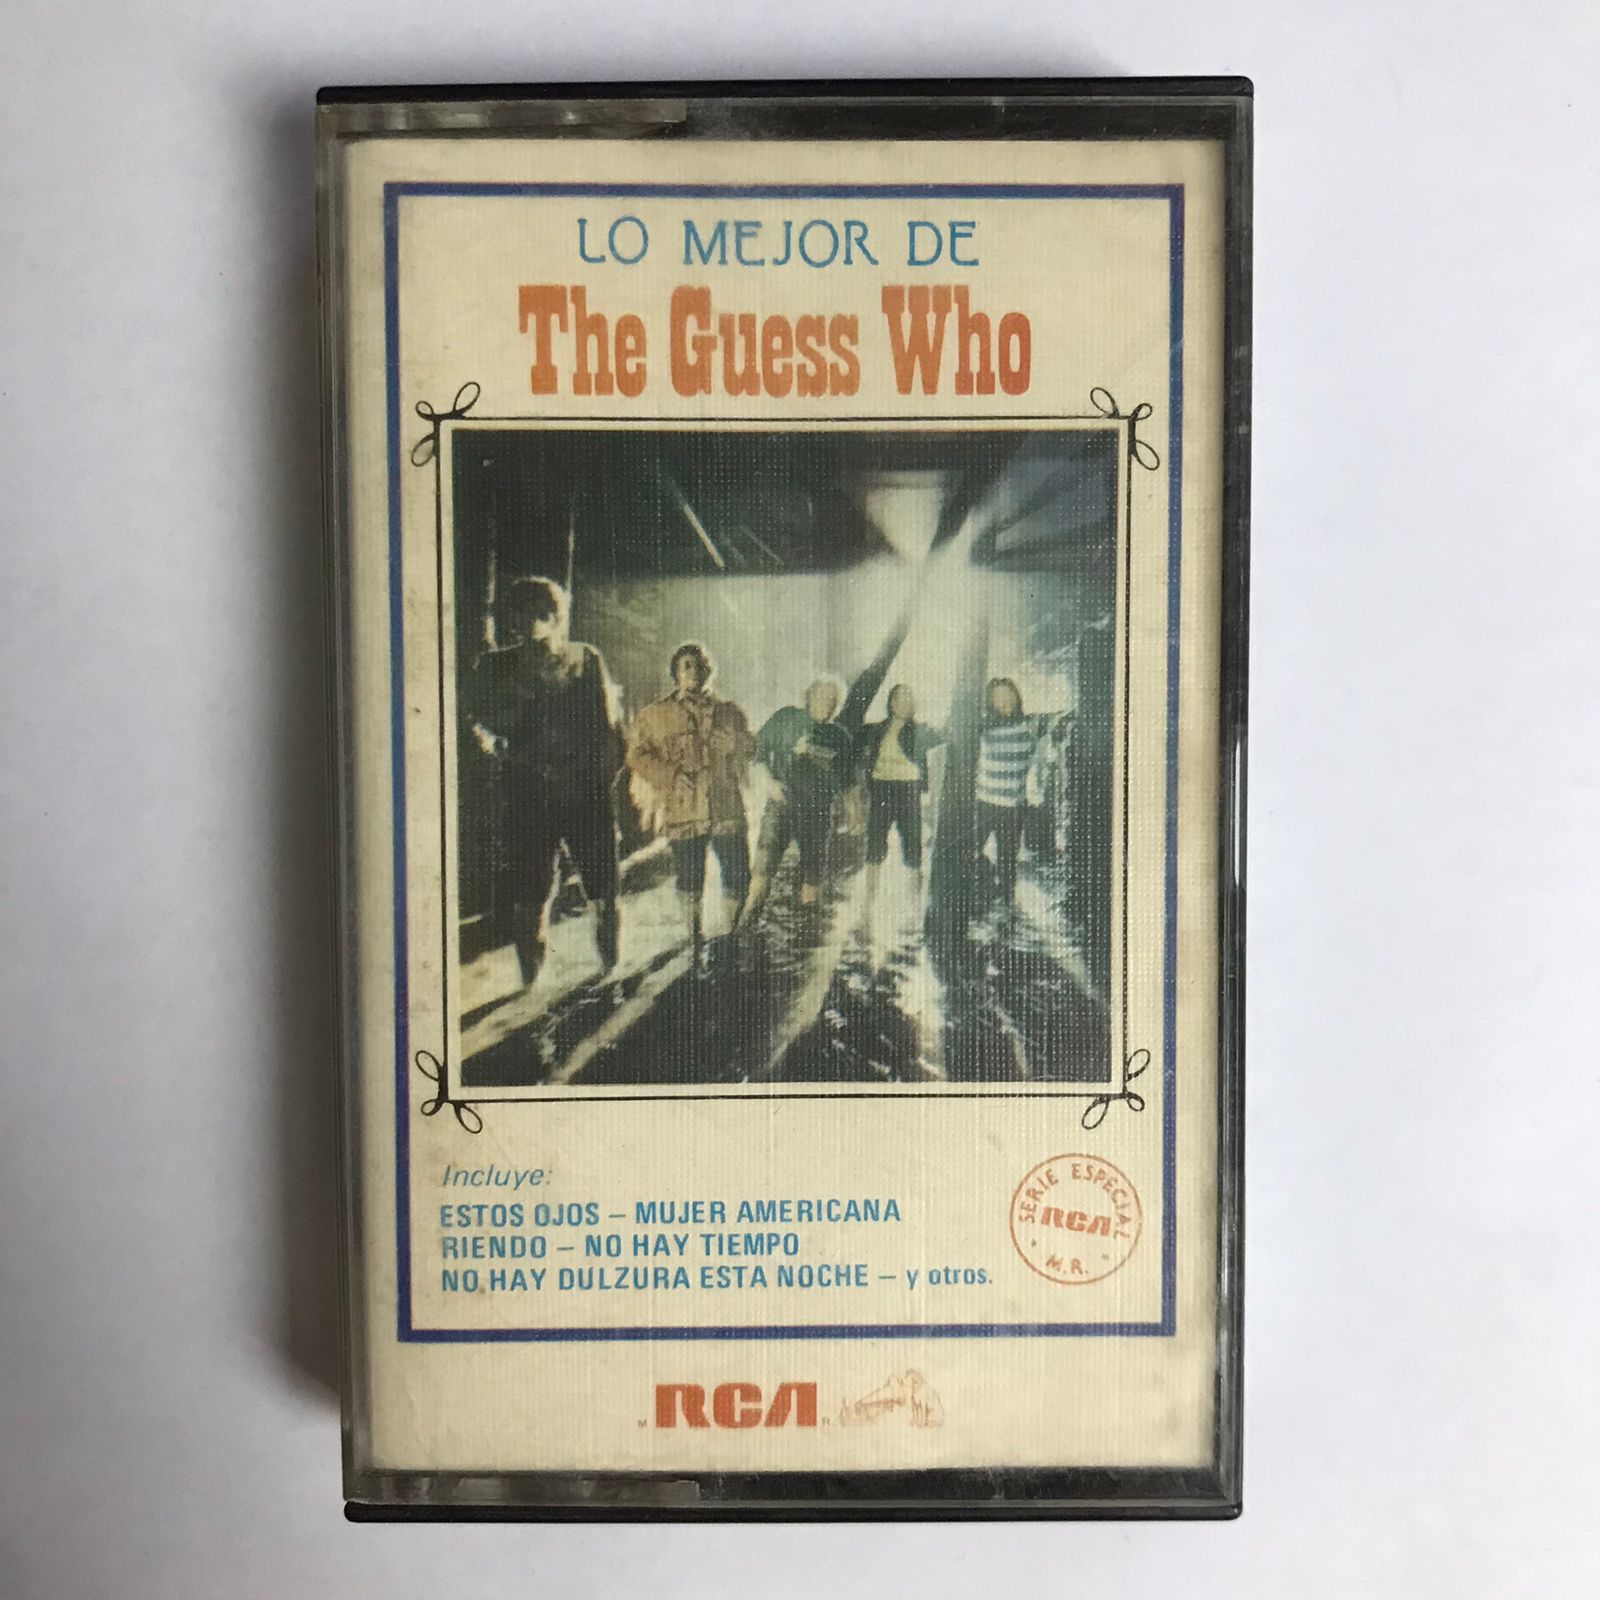 LO MEJOR DE
The Guess Who
Incluye:
ESTOS OJOS – MUJER AMERICANA
RIENDO – NO HAY TIEMPO
NO HAY DULZURA ESTA NOCHE – y otros.
SERIE ESPECIAL
RCA
M.R.
M RCA R